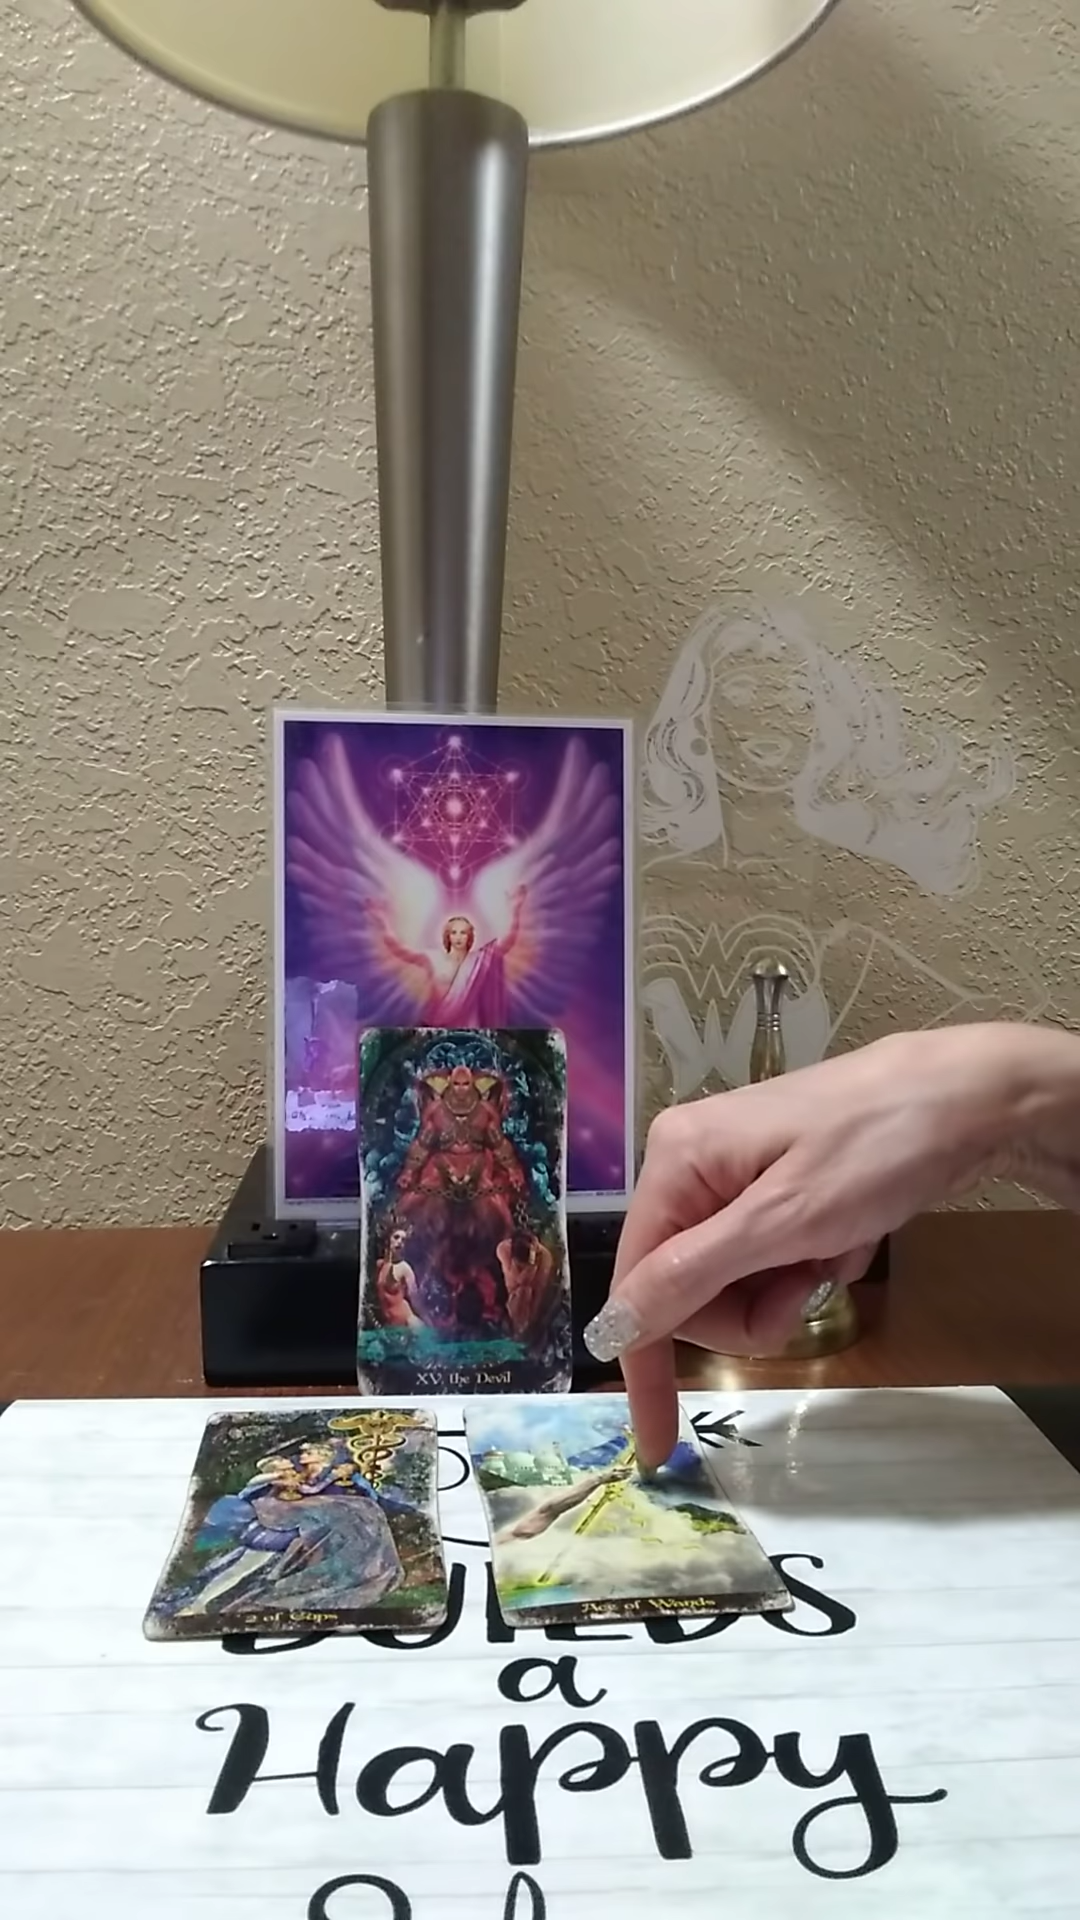 XV the Devil
2 of Cups
Ace of Wands
BUILDS
a
Happy